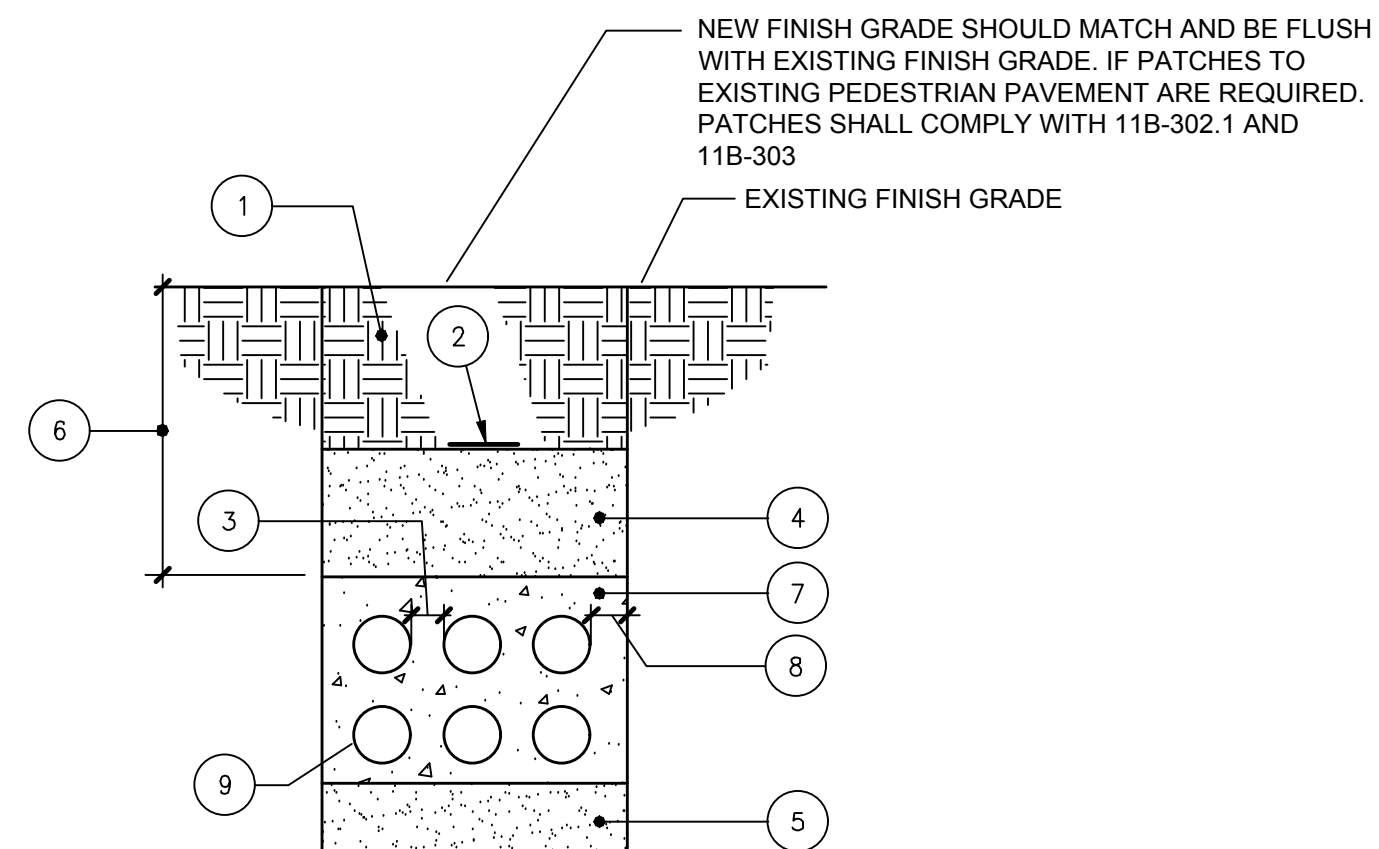 NEW FINISH GRADE SHOULD MATCH AND BE FLUSH
WITH EXISTING FINISH GRADE. IF PATCHES TO
EXISTING PEDESTRIAN PAVEMENT ARE REQUIRED.
PATCHES SHALL COMPLY WITH 11B-302.1 AND
11B-303
EXISTING FINISH GRADE
1
2
6
3
4
7
8
9
5